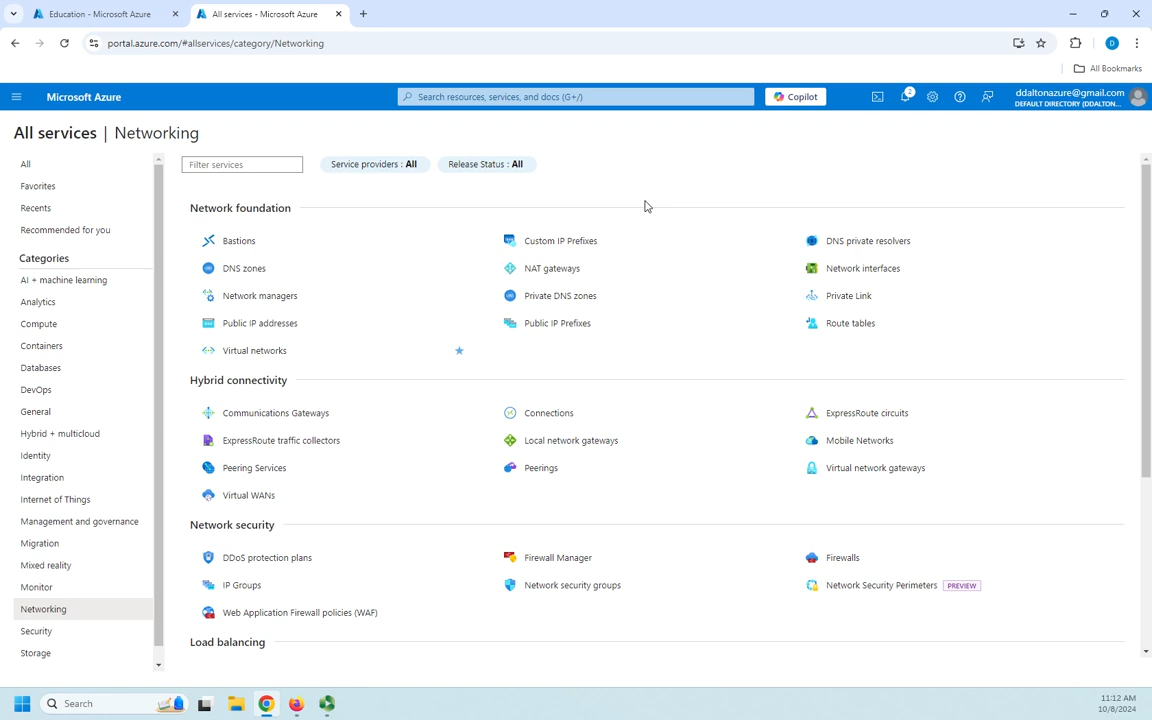 Education - Microsoft Azure
All services - Microsoft Azure
portal.azure.com/#allservices/category/Networking
D
All Bookmarks
Microsoft Azure
Search resources, services, and docs (G+/)
Copilot
2
ddaltonazure@gmail.com
DEFAULT DIRECTORY (DDALTON...
All services | Networking
All
Favorites
Recents
Recommended for you
Categories
AI + machine learning
Analytics
Compute
Containers
Databases
DevOps
General
Hybrid + multicloud
Identity
Integration
Internet of Things
Management and governance
Migration
Mixed reality
Monitor
Networking
Security
Storage
Filter services
Service providers : All
Release Status : All
Network foundation
Bastions
Custom IP Prefixes
DNS private resolvers
DNS zones
NAT gateways
Network interfaces
Network managers
Private DNS zones
Private Link
Public IP addresses
Public IP Prefixes
Route tables
Virtual networks
Hybrid connectivity
Communications Gateways
Connections
ExpressRoute circuits
ExpressRoute traffic collectors
Local network gateways
Mobile Networks
Peering Services
Peerings
Virtual network gateways
Virtual WANs
Network security
DDoS protection plans
Firewall Manager
Firewalls
IP Groups
Network security groups
Network Security Perimeters PREVIEW
Web Application Firewall policies (WAF)
Load balancing
Search
11:12 AM
10/8/2024